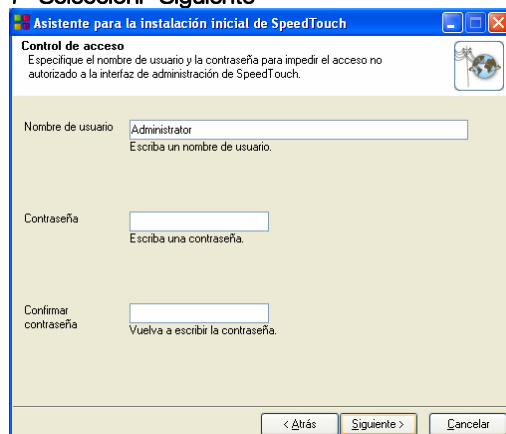 Asistente para la instalación inicial de SpeedTouch
Control de acceso
Especifique el nombre de usuario y la contraseña para impedir el acceso no
autorizado a la interfaz de administración de SpeedTouch.
Nombre de usuario
Administrator
Escriba un nombre de usuario.
Contraseña
Escriba una contraseña.
Confirmar
contraseña
Vuelva a escribir la contraseña.
< Atrás
Siguiente >
Cancelar